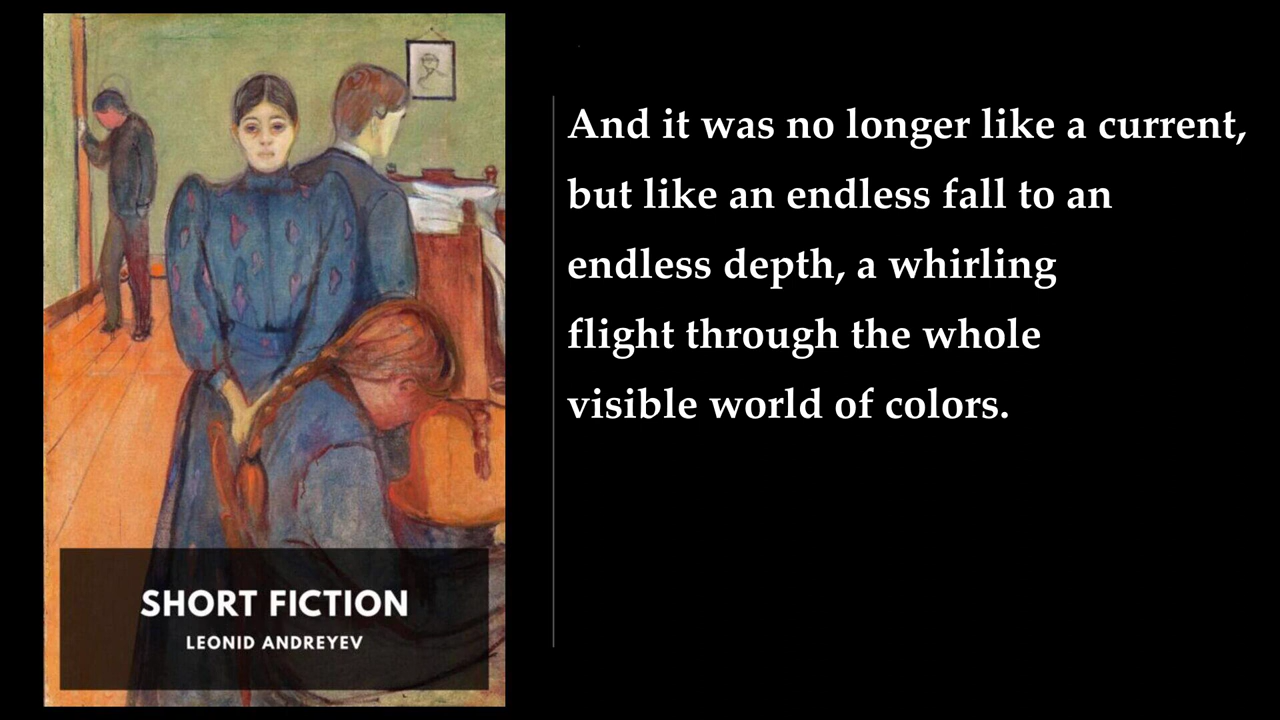 SHORT FICTION
LEONID ANDREYEV
And it was no longer like a current,
but like an endless fall to an
endless depth, a whirling
flight through the whole
visible world of colors.